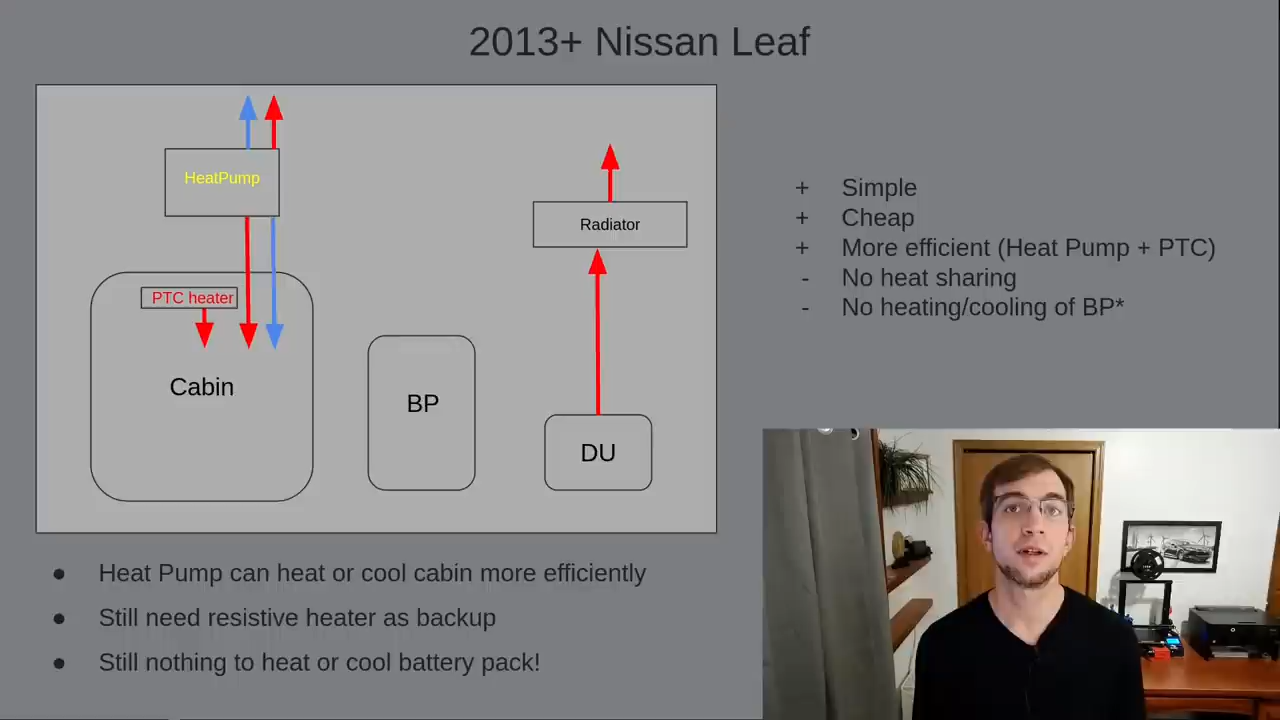 2013+ Nissan Leaf
HeatPump
PTC heater
Cabin
BP
Radiator
DU
+ Simple
+ Cheap
+ More efficient (Heat Pump + PTC)
- No heat sharing
- No heating/cooling of BP*
● Heat Pump can heat or cool cabin more efficiently
● Still need resistive heater as backup
● Still nothing to heat or cool battery pack!